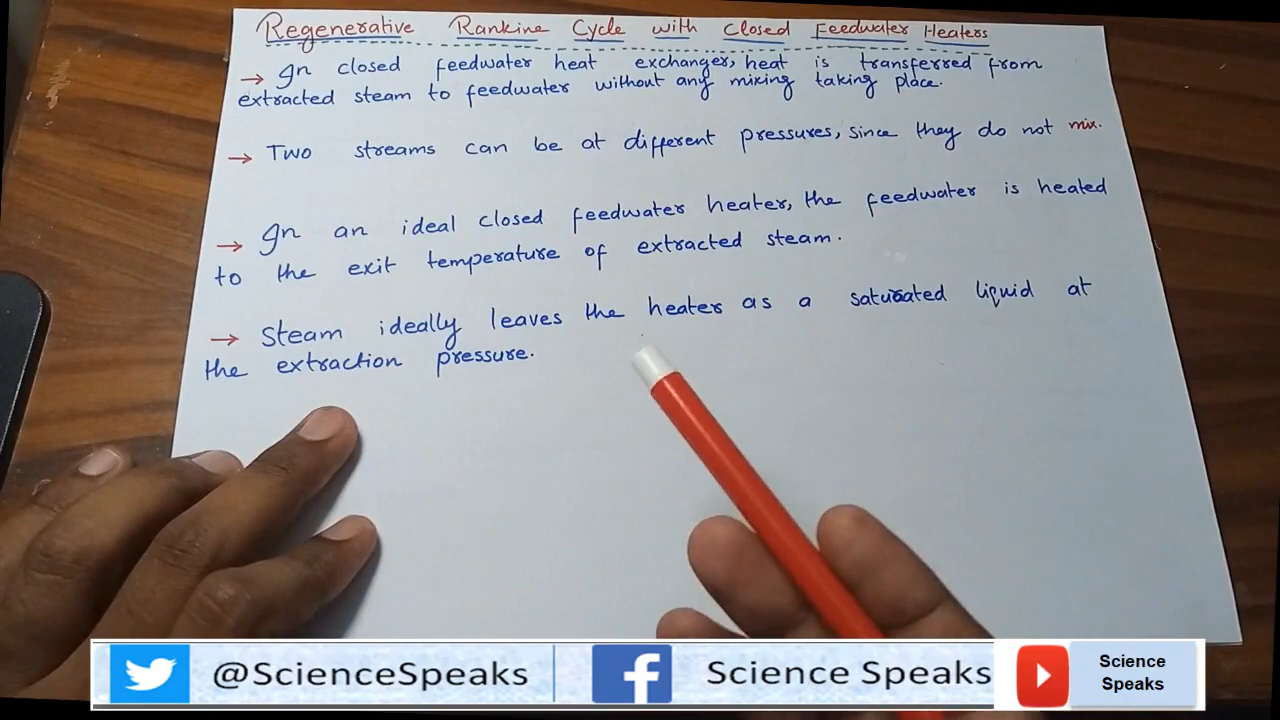 Regenerative Rankine Cycle with Closed Feedwater Heaters
→ In closed feedwater heat exchanger, heat is transferred from
extracted steam to feedwater without any mixing taking place.
→ Two streams can be at different pressures, since they do not mix.
→ In an ideal closed feedwater heater, the feedwater is heated
to the exit temperature of extracted steam.
→ Steam ideally leaves the heater as a saturated liquid at
the extraction pressure.
@ScienceSpeaks
Science Speaks
Science
Speaks